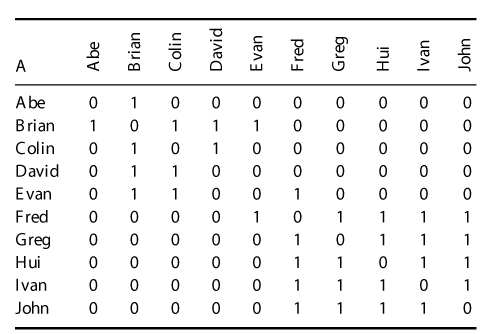 A Abe Brian Colin David Evan Fred Greg Hui Ivan John
Abe 0 1 0 0 0 0 0 0 0 0
Brian 1 0 1 1 1 0 0 0 0 0
Colin 0 1 0 1 0 0 0 0 0 0
David 0 1 1 0 0 0 0 0 0 0
Evan 0 1 1 0 0 1 0 0 0 0
Fred 0 0 0 0 1 0 1 1 1 1
Greg 0 0 0 0 0 1 0 1 1 1
Hui 0 0 0 0 0 1 1 0 1 1
Ivan 0 0 0 0 0 1 1 1 0 1
John 0 0 0 0 0 1 1 1 1 0